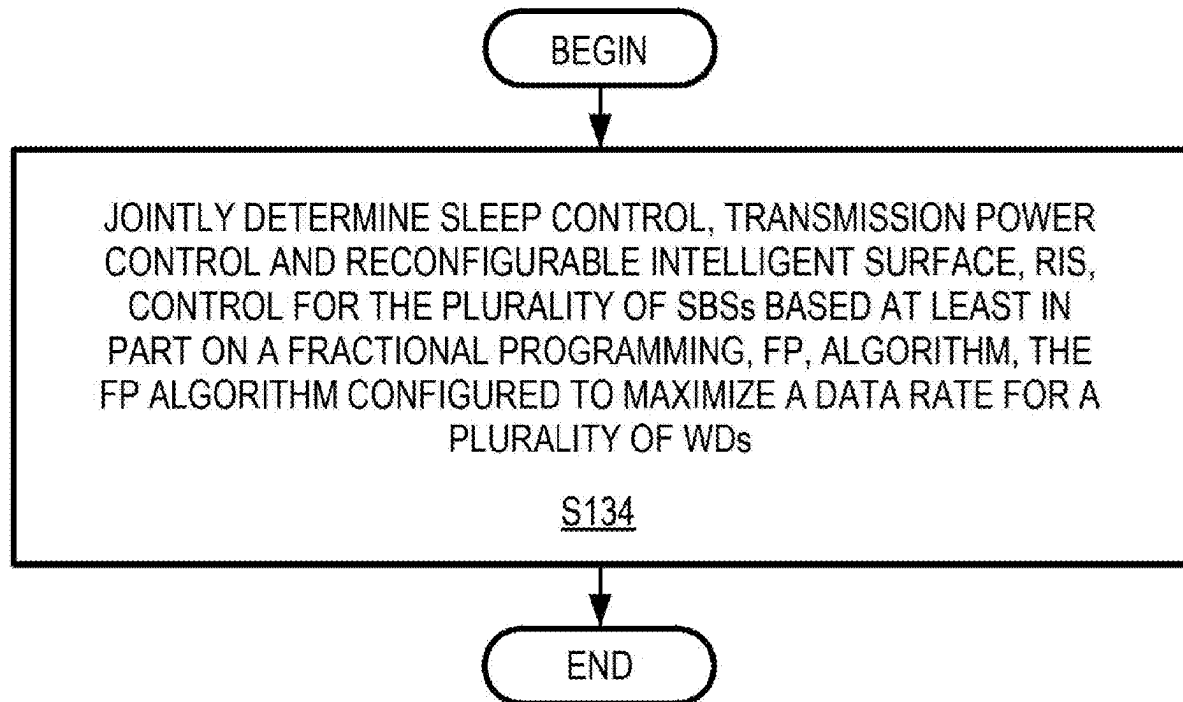 BEGIN
JOINTLY DETERMINE SLEEP CONTROL, TRANSMISSION POWER
CONTROL AND RECONFIGURABLE INTELLIGENT SURFACE, RIS,
CONTROL FOR THE PLURALITY OF SBSs BASED AT LEAST IN
PART ON A FRACTIONAL PROGRAMMING, FP, ALGORITHM, THE
FP ALGORITHM CONFIGURED TO MAXIMIZE A DATA RATE FOR A
PLURALITY OF WDs
S134
END